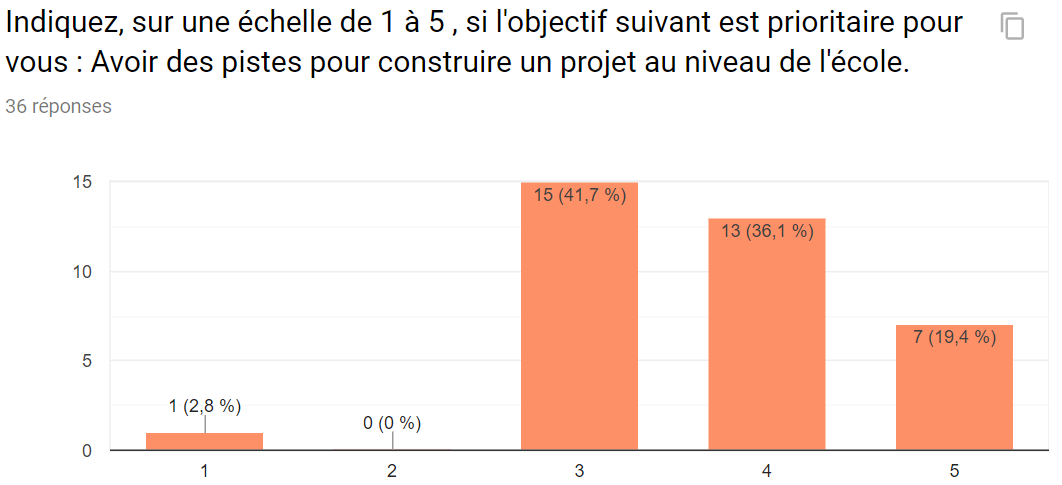 Indiquez, sur une échelle de 1 à 5 , si l'objectif suivant est prioritaire pour
vous : Avoir des pistes pour construire un projet au niveau de l'école.
36 réponses
15
10
5
0
1 (2,8 %)
0 (0 %)
15 (41,7 %)
13 (36,1 %)
7 (19,4 %)
1
2
3
4
5